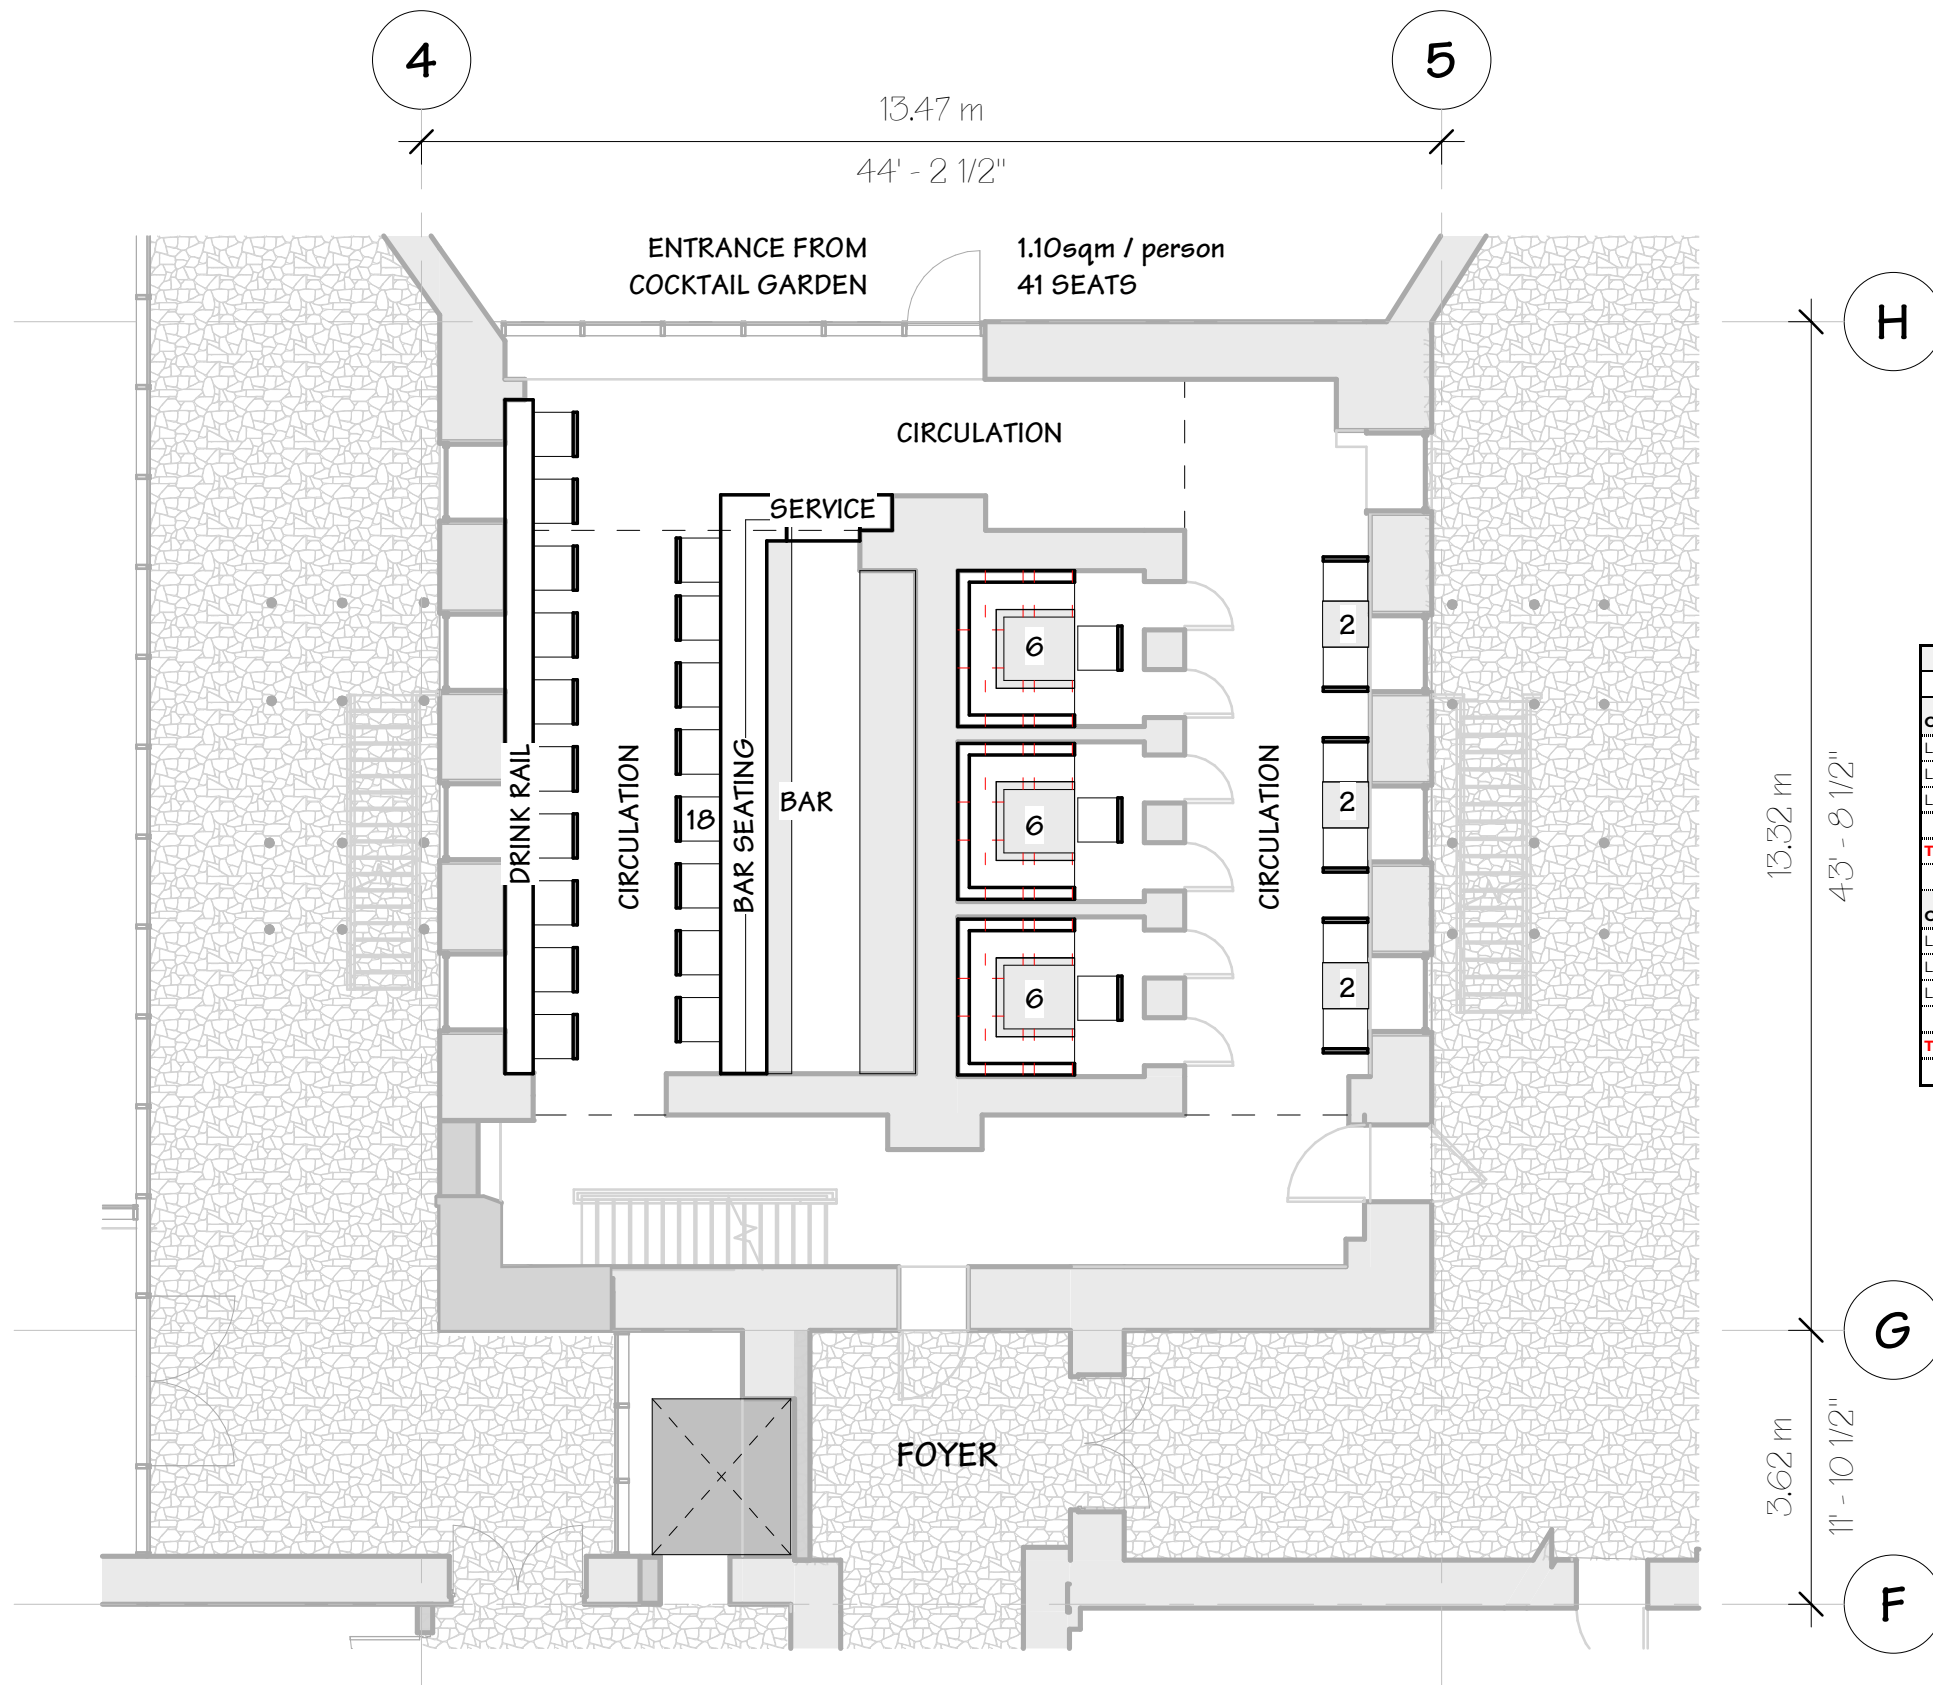 4
5
13.47 m
44' - 2 1/2"
ENTRANCE FROM
COCKTAIL GARDEN
1.10sqm / person
41 SEATS
H
CIRCULATION
SERVICE
DRINK RAIL
CIRCULATION
18
BAR SEATING
BAR
6
6
6
CIRCULATION
2
2
2
13.32 m
43' - 8 1/2"
G
FOYER
3.62 m
11' - 10 1/2"
F